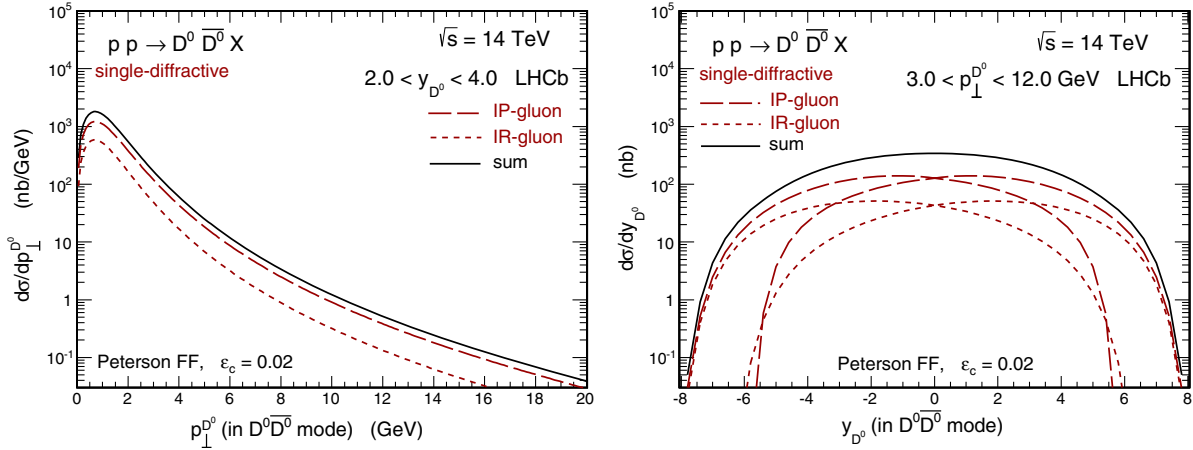 p p → D⁰ D̅⁰ X
√s = 14 TeV
single-diffractive
2.0 < y_D⁰ < 4.0 LHCb
IP-gluon
IR-gluon
sum
Peterson FF, ε_c = 0.02
dσ/dp_⊥^D⁰ (nb/GeV)
10⁵
10⁴
10³
10²
10
1
10⁻¹
0 2 4 6 8 10 12 14 16 18 20
p_⊥^D⁰ (in D⁰D̅⁰ mode) (GeV)
p p → D⁰ D̅⁰ X
√s = 14 TeV
single-diffractive
3.0 < p_⊥^D⁰ < 12.0 GeV LHCb
IP-gluon
IR-gluon
sum
Peterson FF, ε_c = 0.02
dσ/dy_D⁰ (nb)
10⁵
10⁴
10³
10²
10
1
10⁻¹
-8 -6 -4 -2 0 2 4 6 8
y_D⁰ (in D⁰D̅⁰ mode)